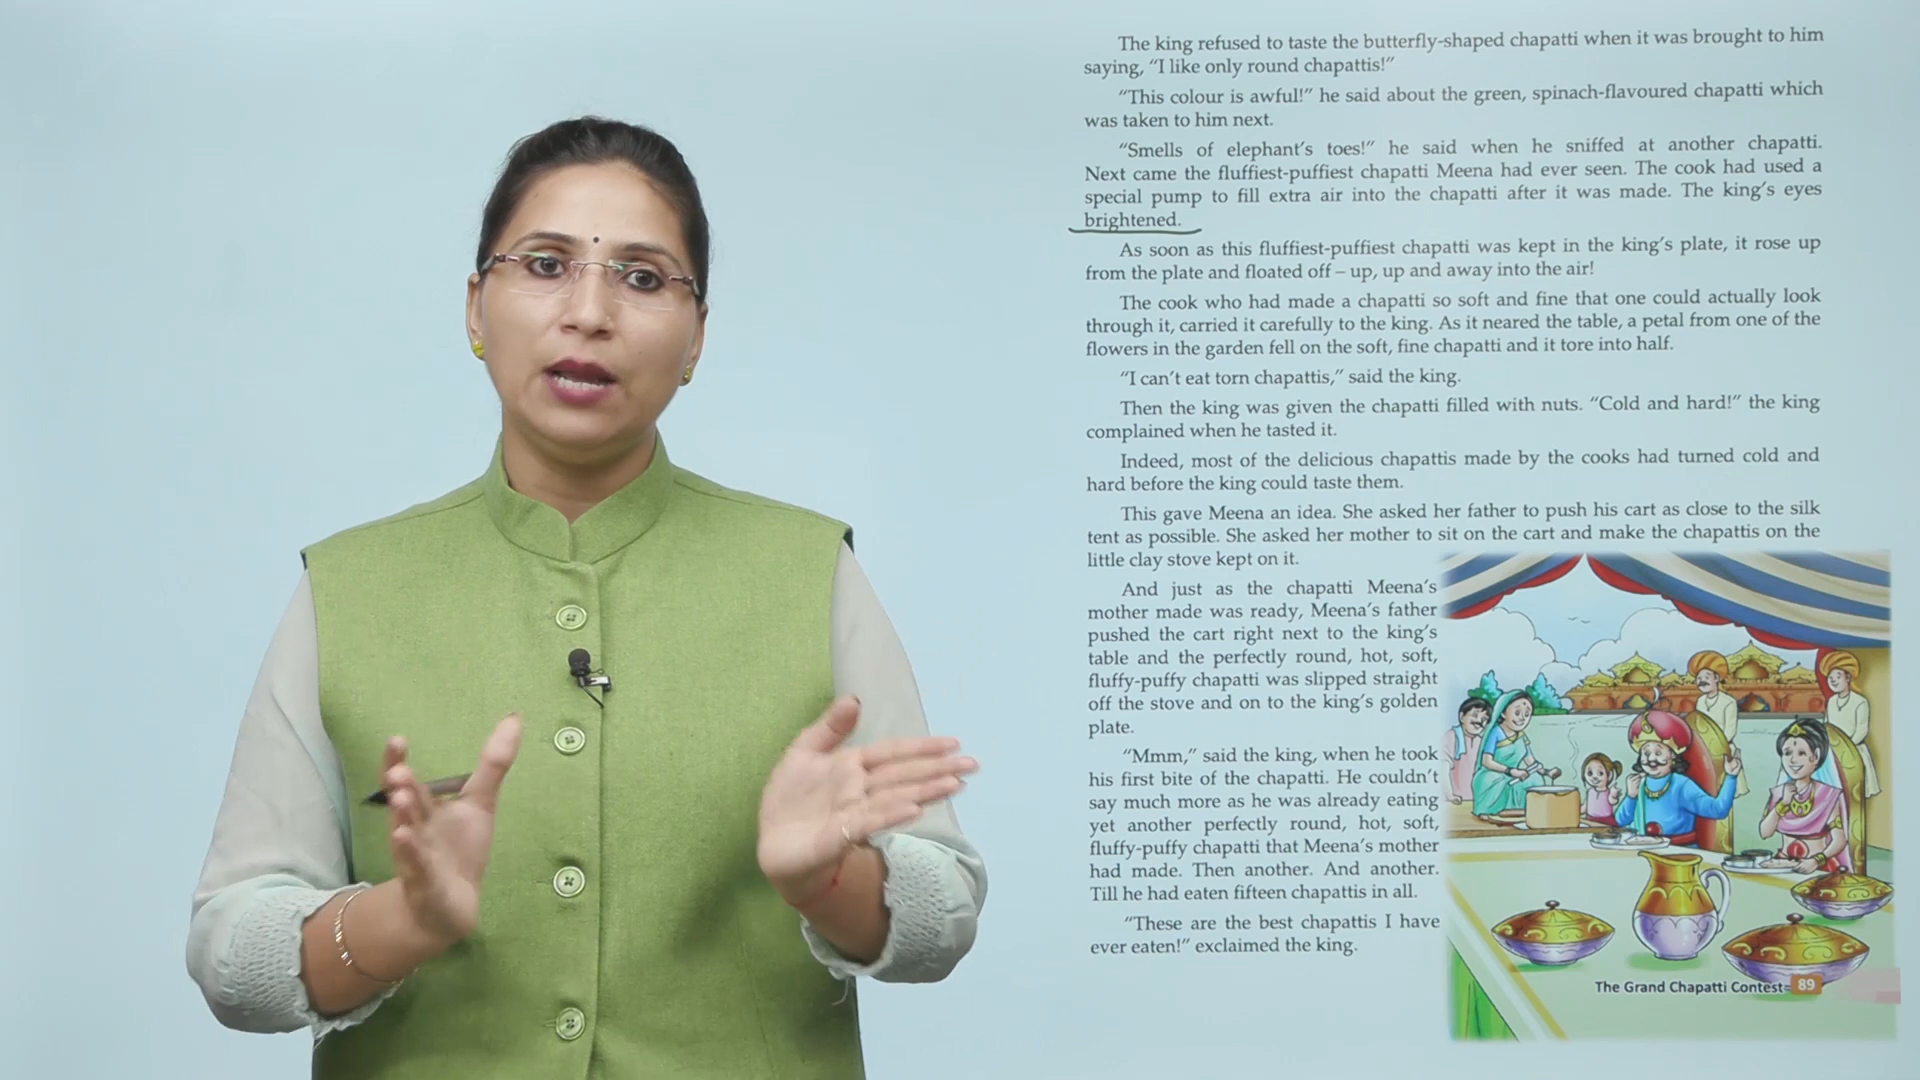 The king refused to taste the butterfly-shaped chapatti when it was brought to him
saying, “I like only round chapattis!”
“This colour is awful!” he said about the green, spinach-flavoured chapatti which
was taken to him next.
“Smells of elephant’s toes!” he said when he sniffed at another chapatti.
Next came the fluffiest-puffiest chapatti Meena had ever seen. The cook had used a
special pump to fill extra air into the chapatti after it was made. The king’s eyes
brightened.
As soon as this fluffiest-puffiest chapatti was kept in the king’s plate, it rose up
from the plate and floated off – up, up and away into the air!
The cook who had made a chapatti so soft and fine that one could actually look
through it, carried it carefully to the king. As it neared the table, a petal from one of the
flowers in the garden fell on the soft, fine chapatti and it tore into half.
“I can’t eat torn chapattis,” said the king.
Then the king was given the chapatti filled with nuts. “Cold and hard!” the king
complained when he tasted it.
Indeed, most of the delicious chapattis made by the cooks had turned cold and
hard before the king could taste them.
This gave Meena an idea. She asked her father to push his cart as close to the silk
tent as possible. She asked her mother to sit on the cart and make the chapattis on the
little clay stove kept on it.
And just as the chapatti Meena’s
mother made was ready, Meena’s father
pushed the cart right next to the king’s
table and the perfectly round, hot, soft,
fluffy-puffy chapatti was slipped straight
off the stove and on to the king’s golden
plate.
“Mmm,” said the king, when he took
his first bite of the chapatti. He couldn’t
say much more as he was already eating
yet another perfectly round, hot, soft,
fluffy-puffy chapatti that Meena’s mother
had made. Then another. And another.
Till he had eaten fifteen chapattis in all.
“These are the best chapattis I have
ever eaten!” exclaimed the king.
The Grand Chapatti Contest 89